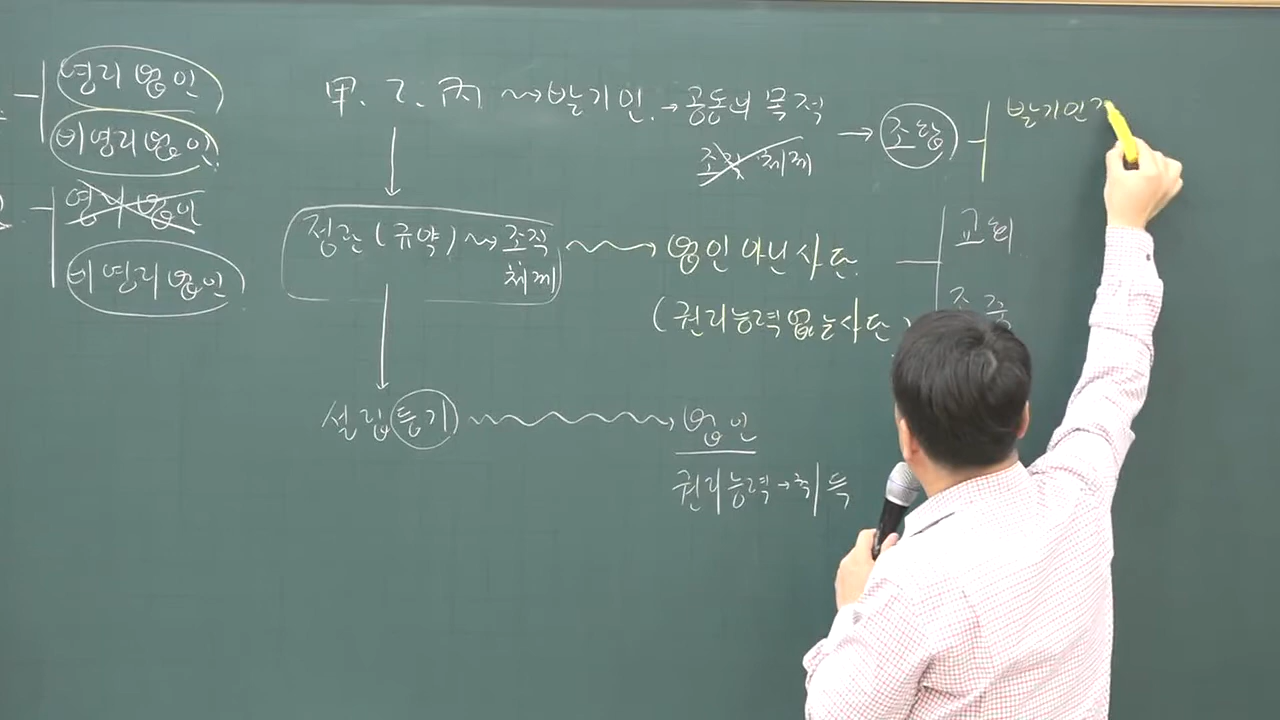 영리법인
비영리법인
영리법인
비영리법인
甲. 乙. 丙 → 발기인. → 공동의 목적
조직체제
→ 조합
발기인
정관(규약) → 조직
체제
→ 법인 아닌 사단
(권리능력 없는 사단)
교회
설립등기 → 법인
권리능력 → 취득